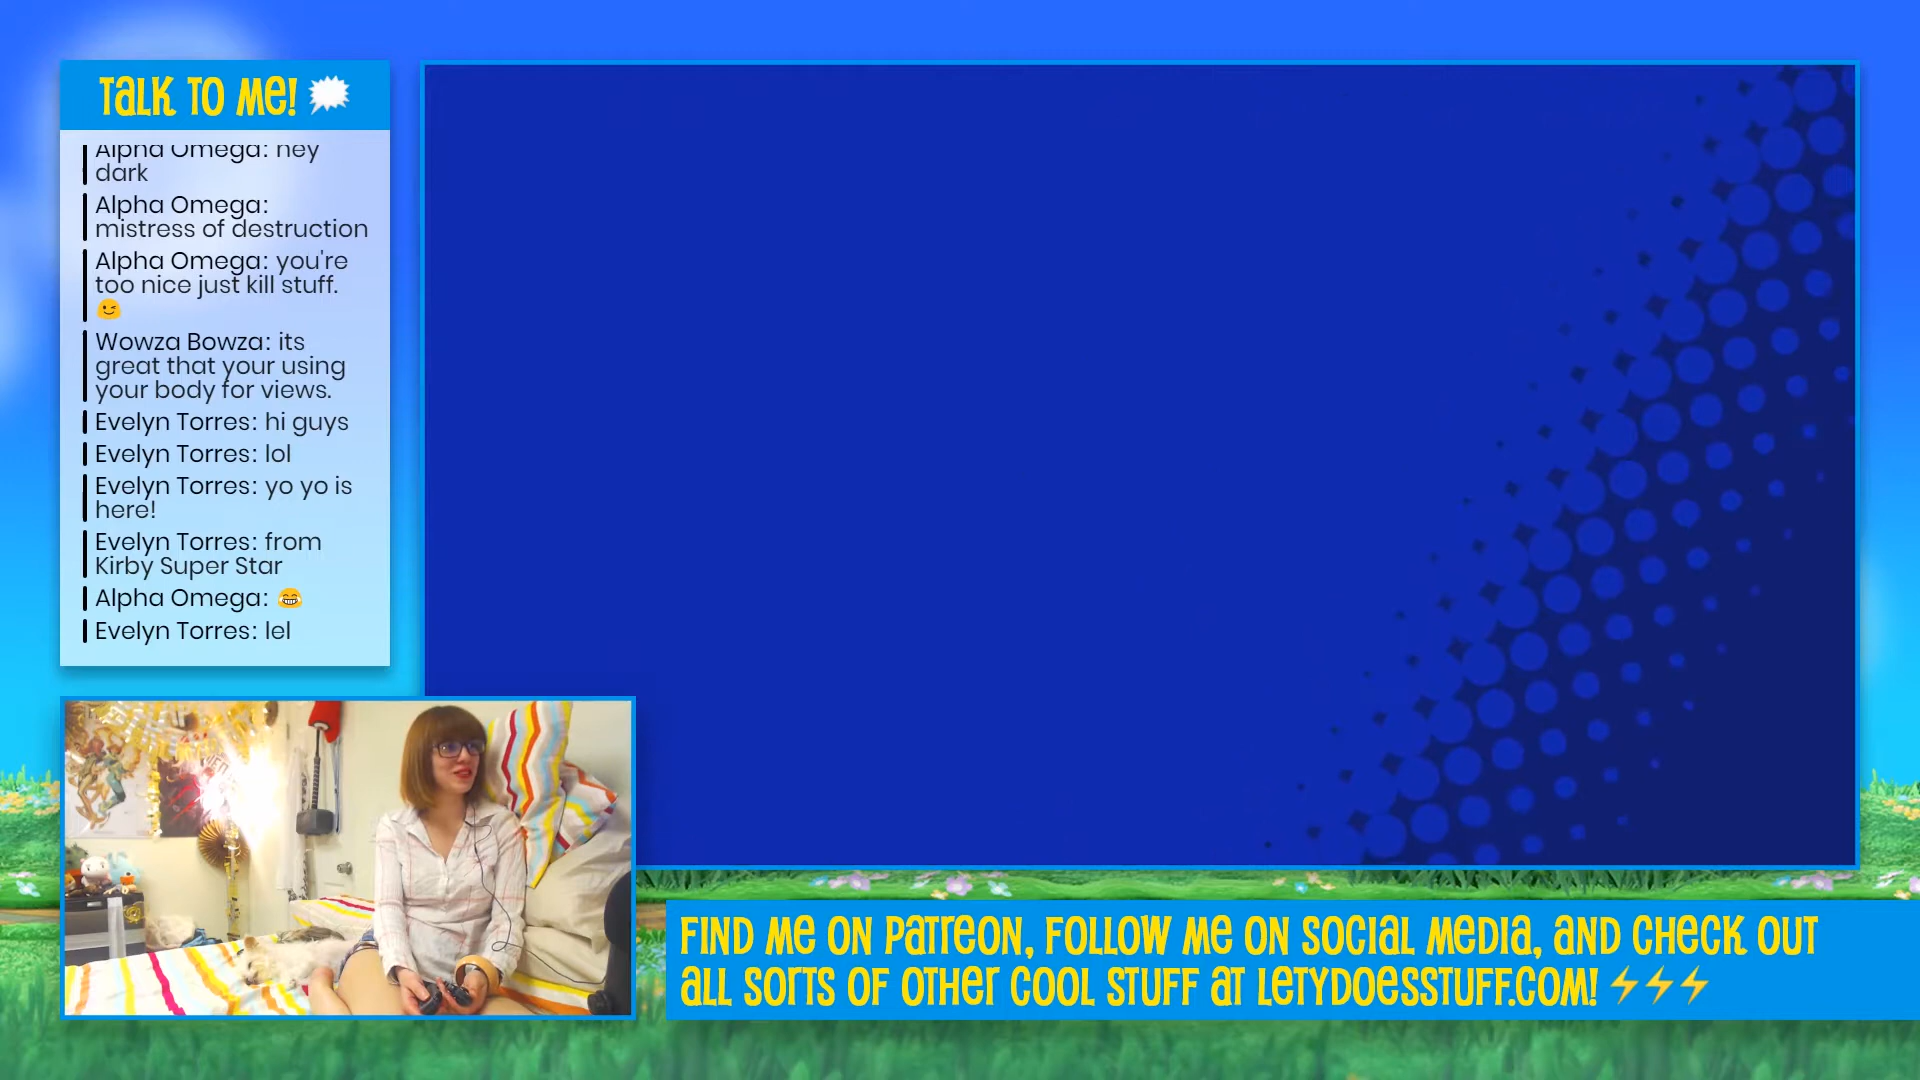 TALK TO ME!
Alpha Omega: hey
dark
Alpha Omega:
mistress of destruction
Alpha Omega: you're
too nice just kill stuff.
😉
Wowza Bowza: its
great that your using
your body for views.
Evelyn Torres: hi guys
Evelyn Torres: lol
Evelyn Torres: yo yo is
here!
Evelyn Torres: from
Kirby Super Star
Alpha Omega: 😂
Evelyn Torres: lel
FIND ME ON PATREON, FOLLOW ME ON SOCIAL MEDIA, AND CHECK OUT
ALL SORTS OF OTHER COOL STUFF AT LETYDOESSTUFF.COM! ⚡⚡⚡